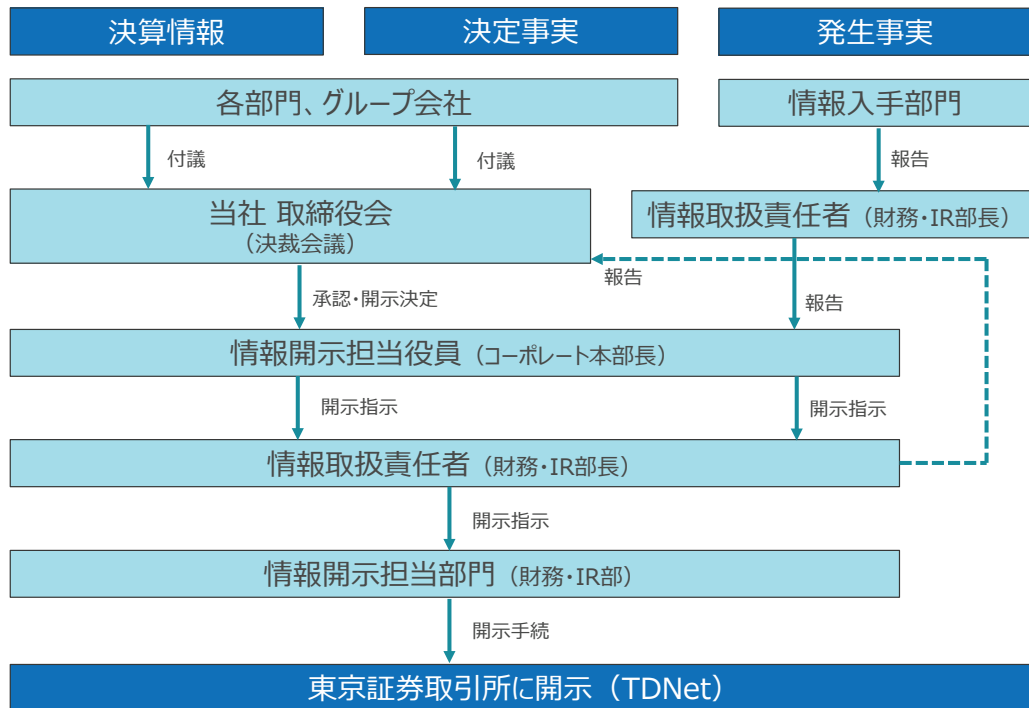 決算情報
決定事実
発生事実
各部門、グループ会社
情報入手部門
付議
付議
報告
当社 取締役会
（決裁会議）
情報取扱責任者（財務・IR部長）
報告
承認・開示決定
報告
情報開示担当役員（コーポレート本部長）
開示指示
開示指示
情報取扱責任者（財務・IR部長）
開示指示
情報開示担当部門（財務・IR部）
開示手続
東京証券取引所に開示（TDNet）